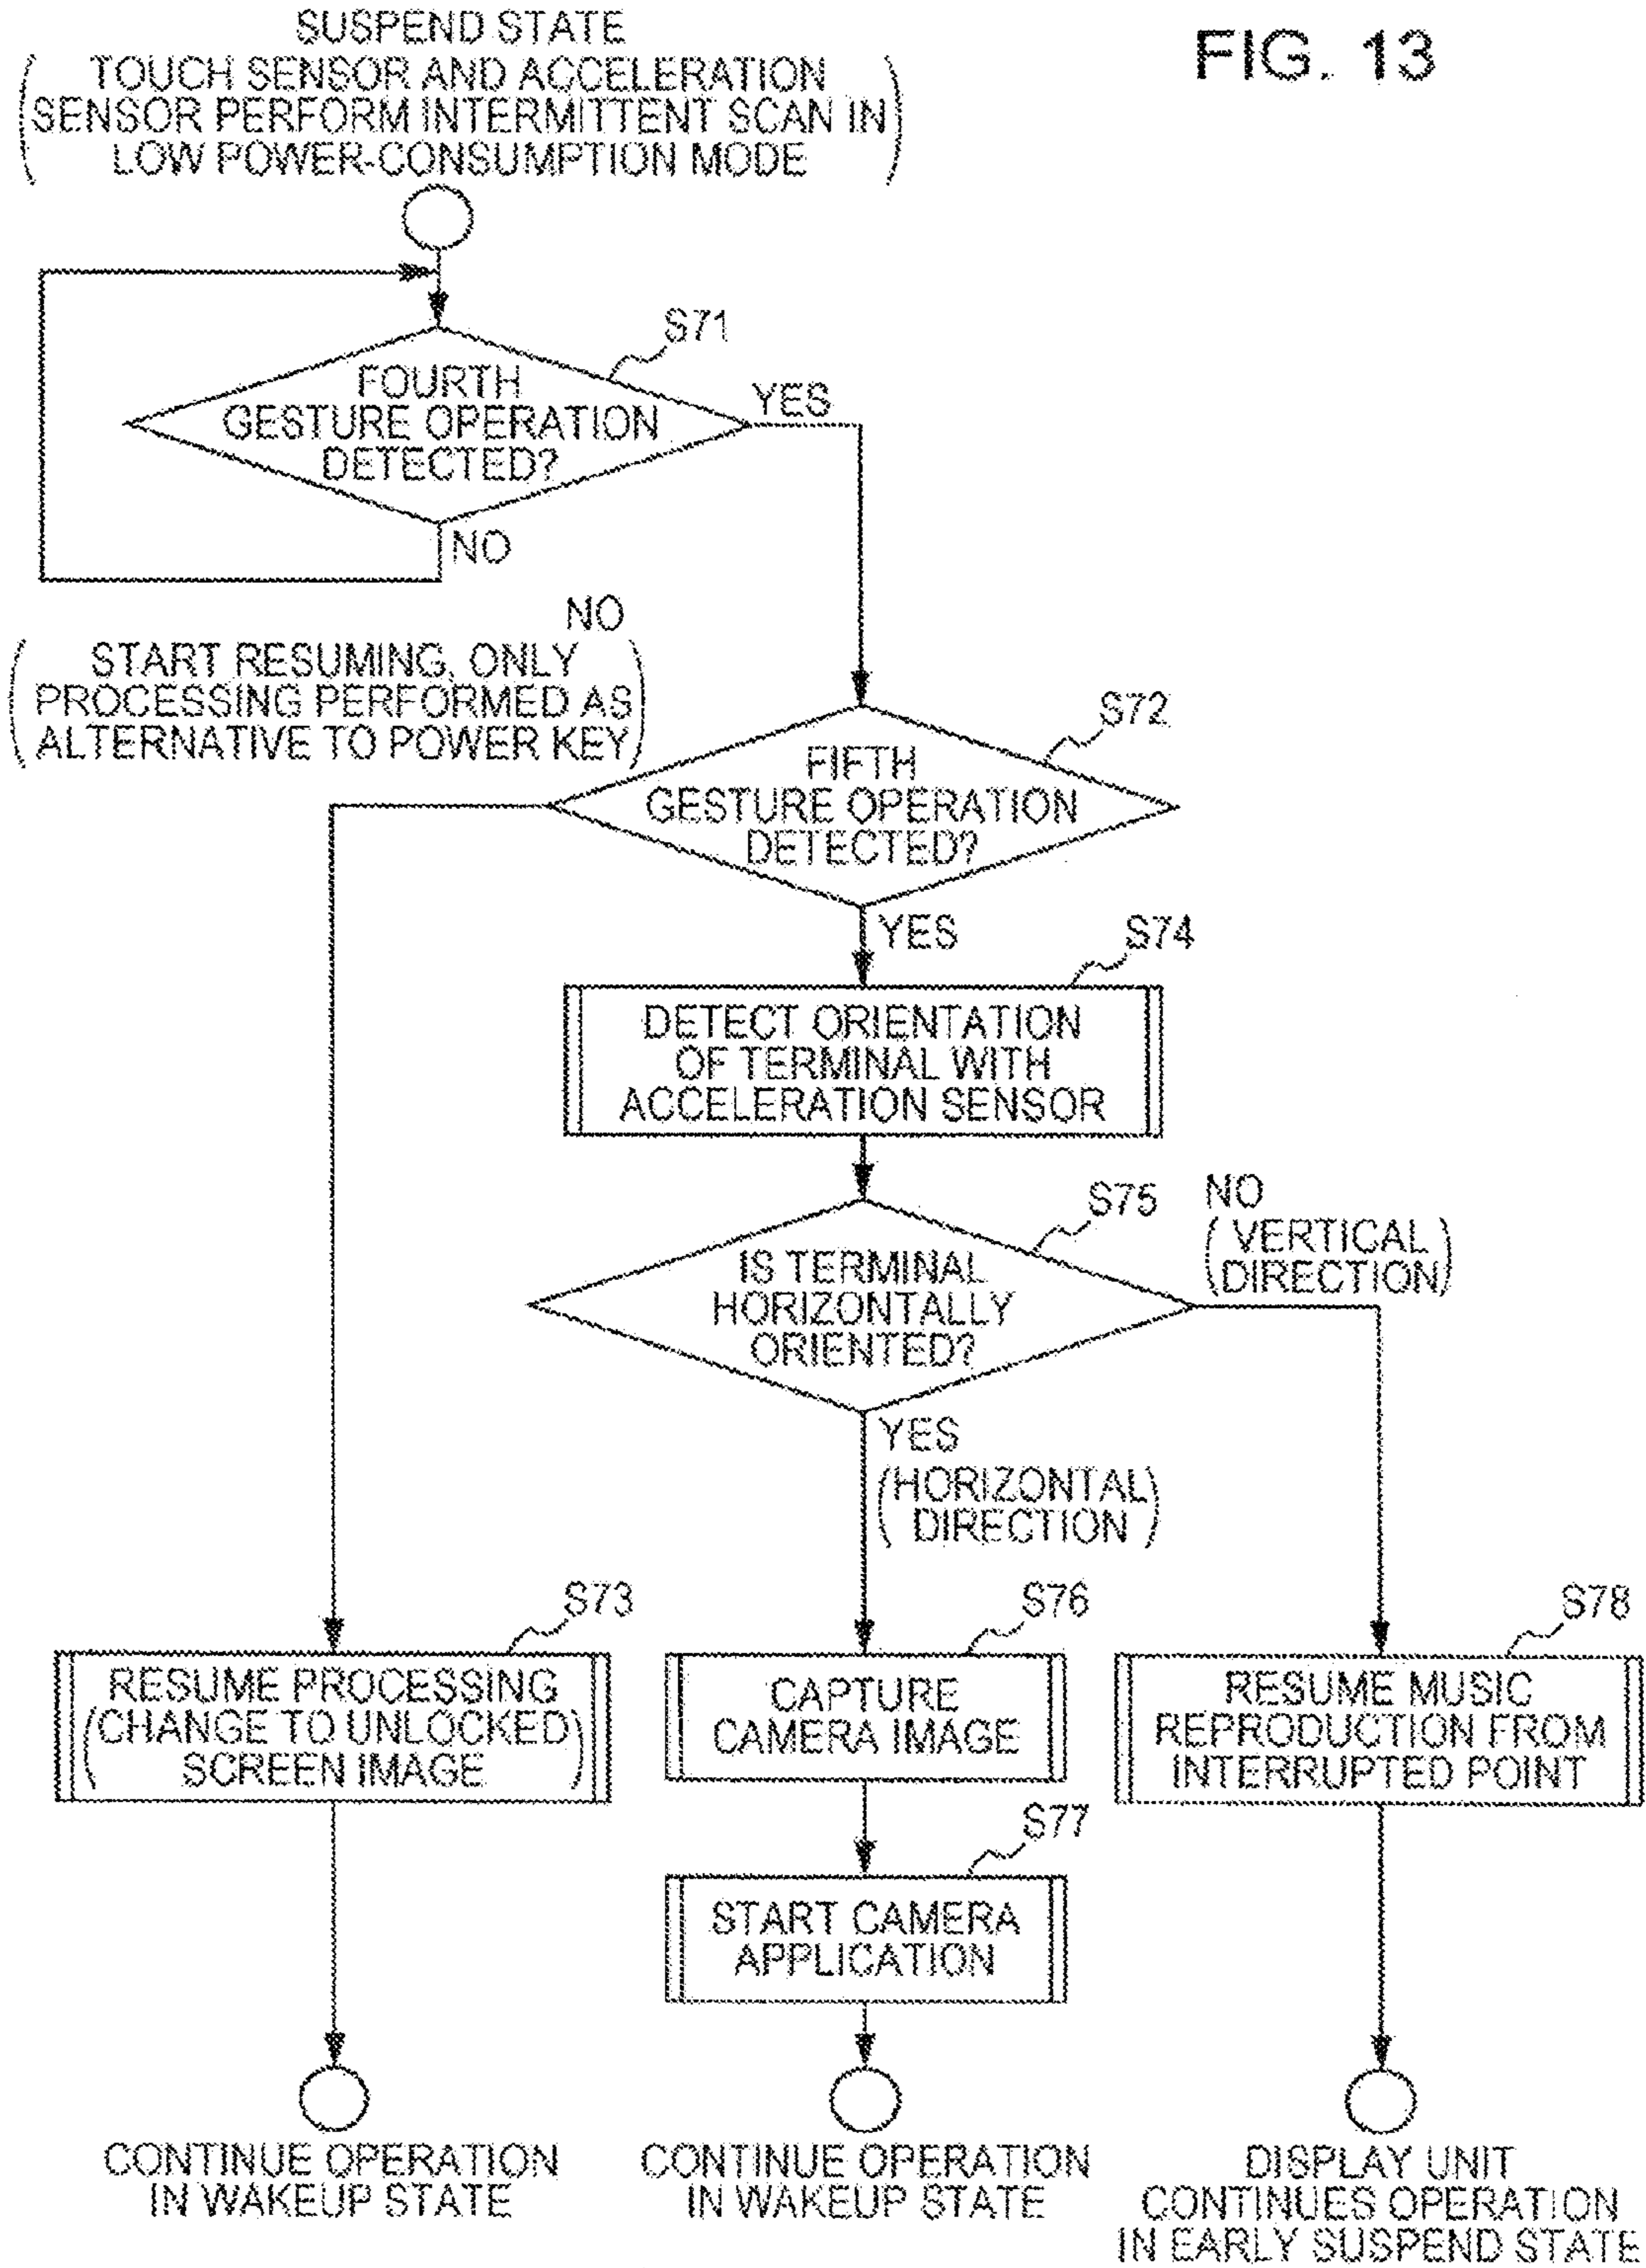 FIG. 13
SUSPEND STATE
( TOUCH SENSOR AND ACCELERATION
SENSOR PERFORM INTERMITTENT SCAN IN
LOW POWER-CONSUMPTION MODE )
S71
FOURTH
GESTURE OPERATION
DETECTED?
YES
NO
NO
( START RESUMING, ONLY
PROCESSING PERFORMED AS
ALTERNATIVE TO POWER KEY )
S72
FIFTH
GESTURE OPERATION
DETECTED?
YES
S74
DETECT ORIENTATION
OF TERMINAL WITH
ACCELERATION SENSOR
S75
IS TERMINAL
HORIZONTALLY
ORIENTED?
NO
( VERTICAL
DIRECTION )
YES
( HORIZONTAL
DIRECTION )
S73
RESUME PROCESSING
( CHANGE TO UNLOCKED
SCREEN IMAGE )
S76
CAPTURE
CAMERA IMAGE
S78
RESUME MUSIC
REPRODUCTION FROM
INTERRUPTED POINT
S77
START CAMERA
APPLICATION
CONTINUE OPERATION
IN WAKEUP STATE
CONTINUE OPERATION
IN WAKEUP STATE
DISPLAY UNIT
CONTINUES OPERATION
IN EARLY SUSPEND STATE